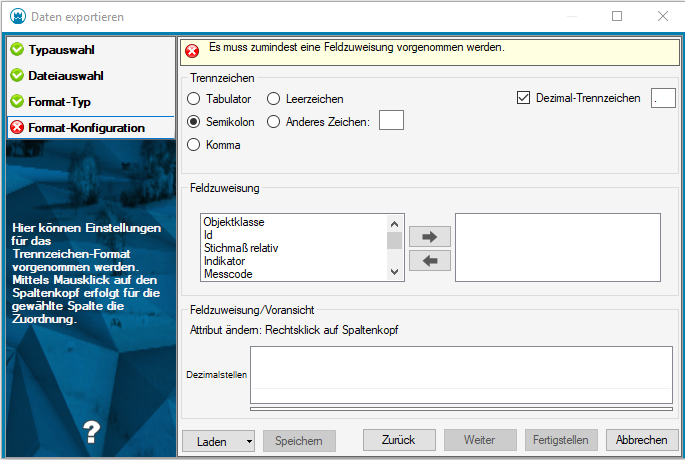 Daten exportieren
Typauswahl
Dateiauswahl
Format-Typ
Format-Konfiguration
Hier können Einstellungen
für das
Trennzeichen-Format
vorgenommen werden.
Mittels Mausklick auf den
Spaltenkopf erfolgt für die
gewählte Spalte die
Zuordnung.
?
Es muss zumindest eine Feldzuweisung vorgenommen werden.
Trennzeichen
Tabulator
Leerzeichen
Dezimal-Trennzeichen
.
Semikolon
Anderes Zeichen:
Komma
Feldzuweisung
Objektklasse
Id
Stichmaß relativ
Indikator
Messcode
Feldzuweisung/Voransicht
Attribut ändern: Rechtsklick auf Spaltenkopf
Dezimalstellen
Laden
Speichern
Zurück
Weiter
Fertigstellen
Abbrechen